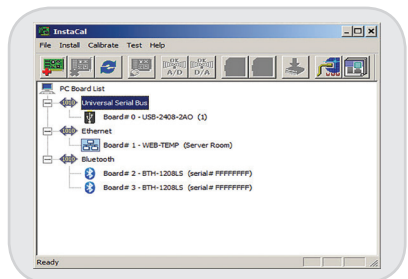 InstaCal
File Install Calibrate Test Help
A/D D/A
PC Board List
Universal Serial Bus
Board# 0 - USB-2408-2AO (1)
Ethernet
Board# 1 - WEB-TEMP (Server Room)
Bluetooth
Board# 2 - BTH-1208LS (serial# FFFFFFFF)
Board# 3 - BTH-1208LS (serial# FFFFFFFF)
Ready